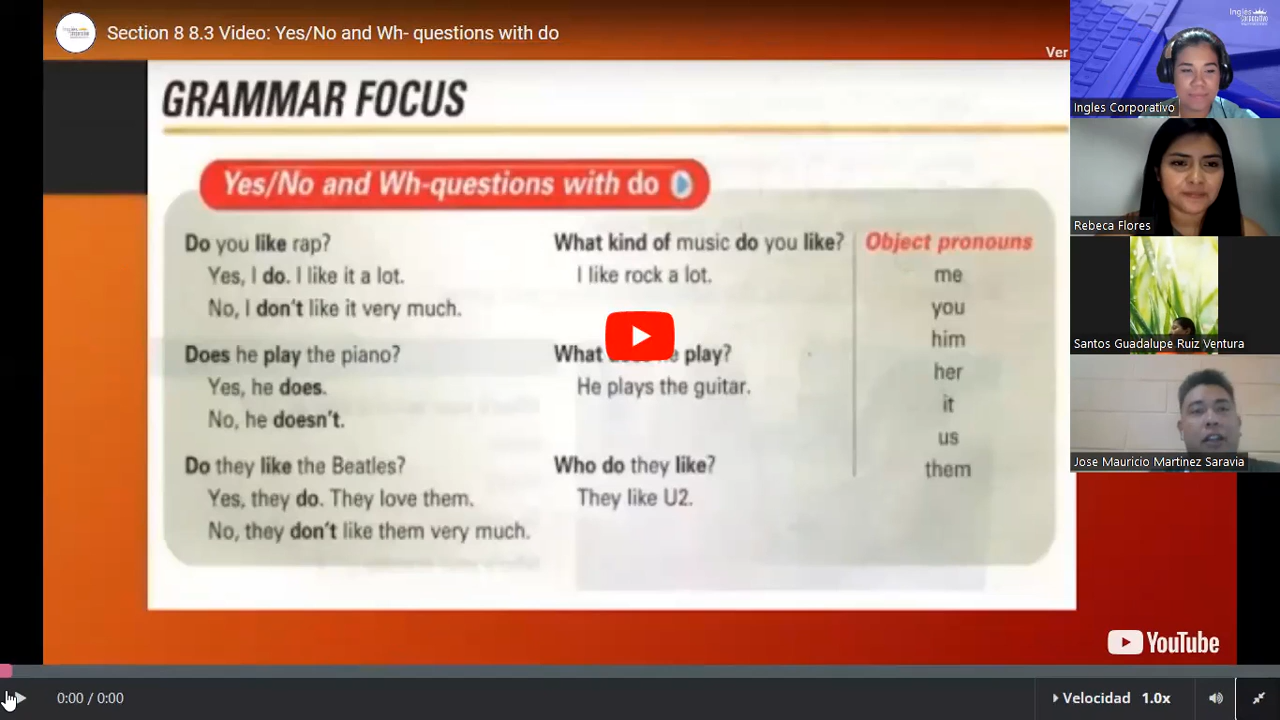 Section 8 8.3 Video: Yes/No and Wh- questions with do
Ver
GRAMMAR FOCUS
Yes/No and Wh-questions with do
Do you like rap?
Yes, I do. I like it a lot.
No, I don't like it very much.
Does he play the piano?
Yes, he does.
No, he doesn't.
Do they like the Beatles?
Yes, they do. They love them.
No, they don't like them very much.
What kind of music do you like?
I like rock a lot.
What play?
He plays the guitar.
Who do they like?
They like U2.
Object pronouns
me
you
him
her
it
us
them
YouTube
0:00 / 0:00
Velocidad 1.0x
Ingles Corporativo
Rebeca Flores
Santos Guadalupe Ruiz Ventura
Jose Mauricio Martinez Saravia